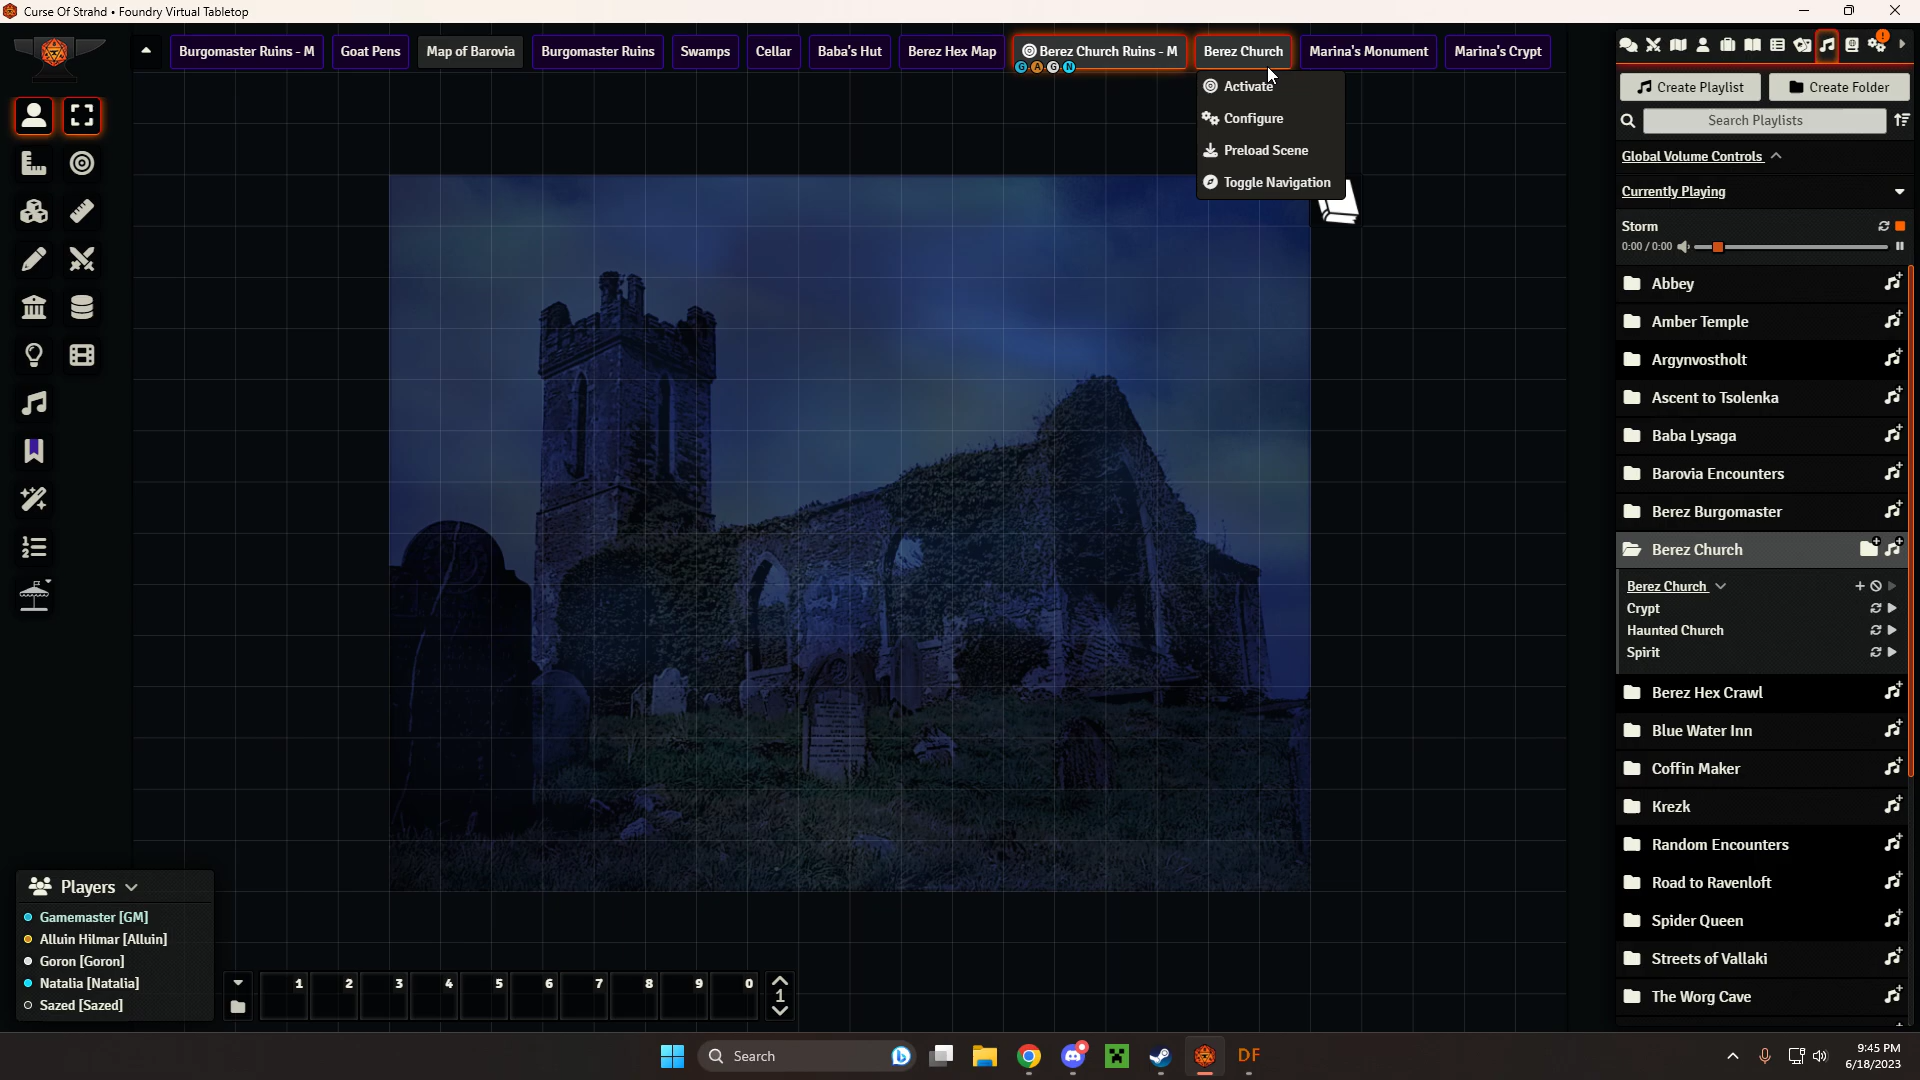 Curse Of Strahd • Foundry Virtual Tabletop
Burgomaster Ruins - M
Goat Pens
Map of Barovia
Burgomaster Ruins
Swamps
Cellar
Baba's Hut
Berez Hex Map
Berez Church Ruins - M
G A G N
Berez Church
Marina's Monument
Marina's Crypt
Activate
Configure
Preload Scene
Toggle Navigation
Create Playlist
Create Folder
Search Playlists
Global Volume Controls
Currently Playing
Storm
0:00 / 0:00
Abbey
Amber Temple
Argynvostholt
Ascent to Tsolenka
Baba Lysaga
Barovia Encounters
Berez Burgomaster
Berez Church
Berez Church
Crypt
Haunted Church
Spirit
Berez Hex Crawl
Blue Water Inn
Coffin Maker
Krezk
Random Encounters
Road to Ravenloft
Spider Queen
Streets of Vallaki
The Worg Cave
Players
Gamemaster [GM]
Alluin Hilmar [Alluin]
Goron [Goron]
Natalia [Natalia]
Sazed [Sazed]
1 2 3 4 5 6 7 8 9 0
1
Search
DF
9:45 PM
6/18/2023